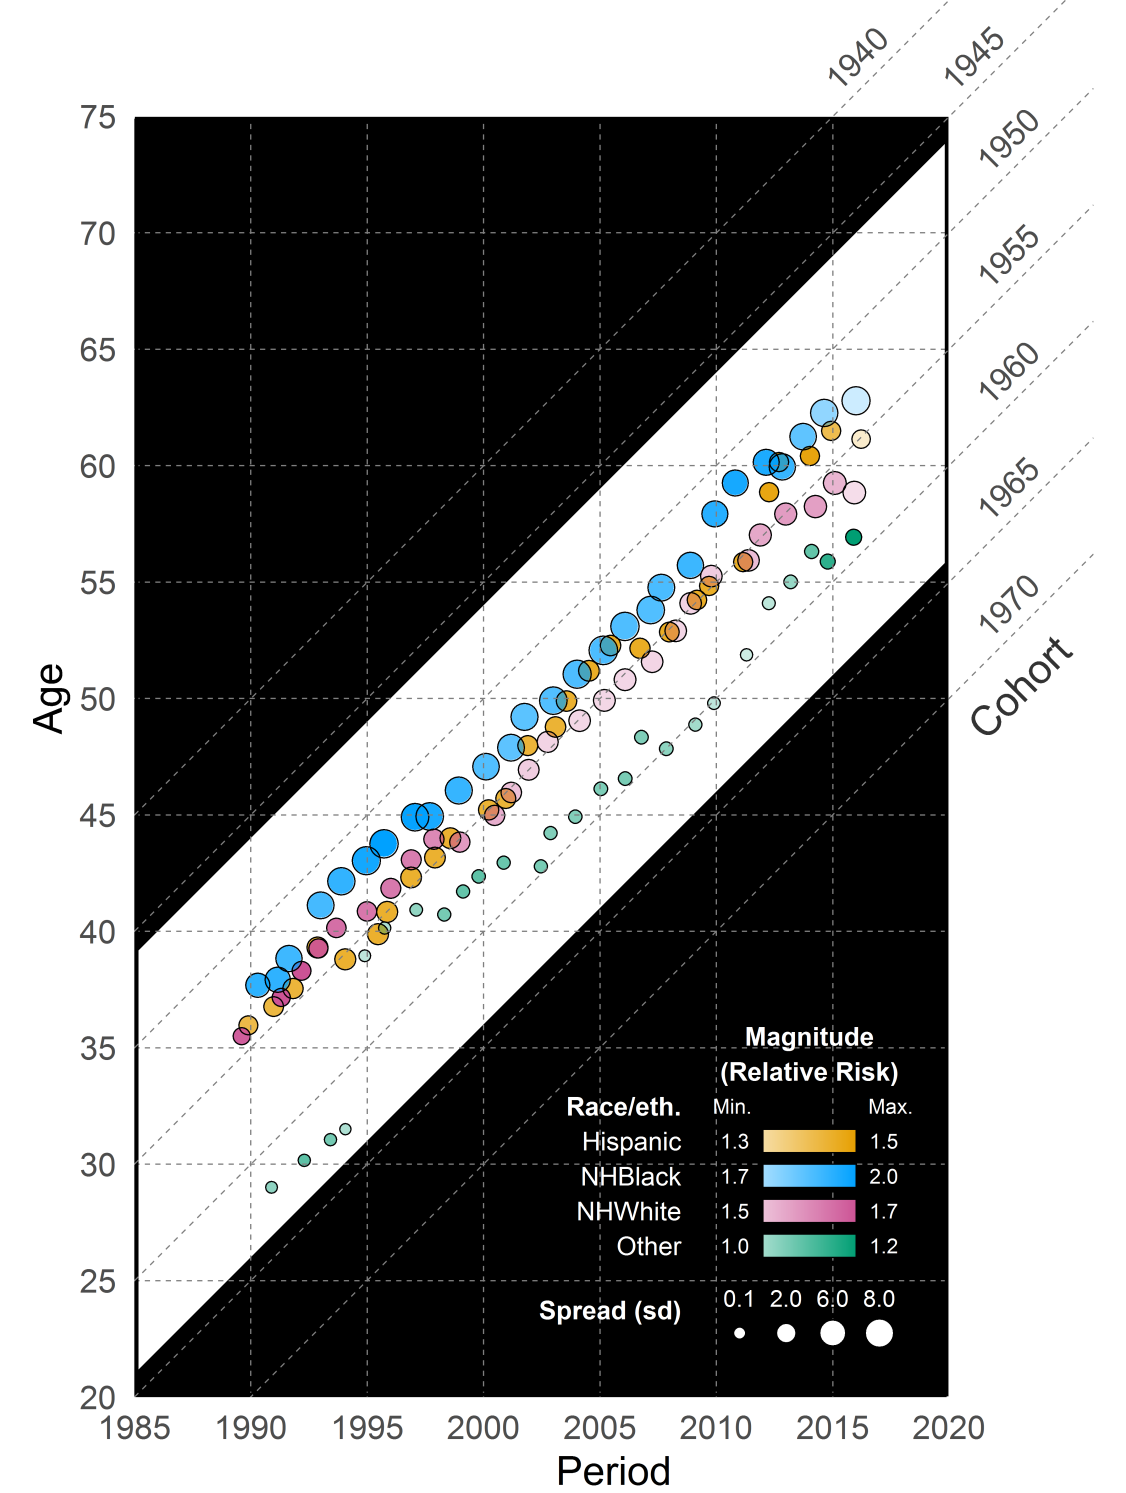 1940
1945
1950
1955
1960
1965
1970
Cohort
75
70
65
60
55
50
45
40
35
30
25
20
Age
Magnitude
(Relative Risk)
Race/eth. Min. Max.
Hispanic 1.3 1.5
NHBlack 1.7 2.0
NHWhite 1.5 1.7
Other 1.0 1.2
Spread (sd) 0.1 2.0 6.0 8.0
1985 1990 1995 2000 2005 2010 2015 2020
Period